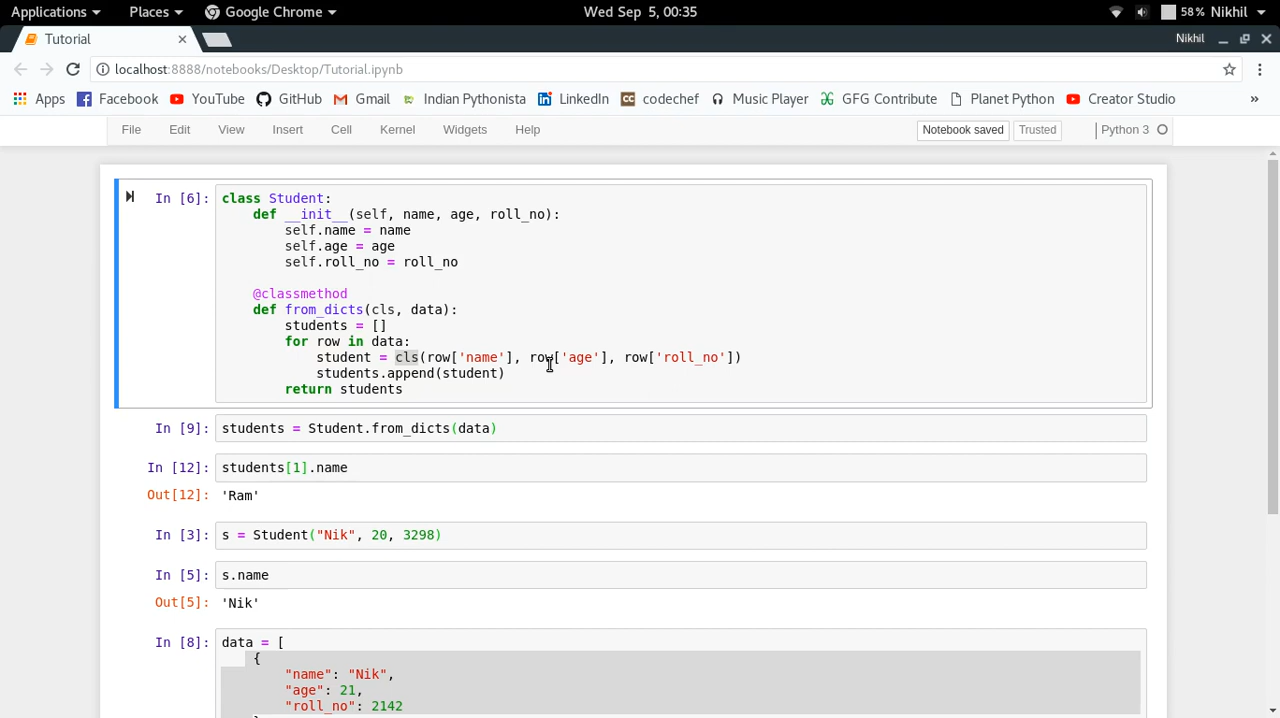 Applications Places Google Chrome Wed Sep 5, 00:35 58% Nikhil
Tutorial Nikhil
localhost:8888/notebooks/Desktop/Tutorial.ipynb
Apps Facebook YouTube GitHub Gmail Indian Pythonista LinkedIn codechef Music Player GFG Contribute Planet Python Creator Studio »
File Edit View Insert Cell Kernel Widgets Help Notebook saved Trusted Python 3
In [6]: class Student:
def __init__(self, name, age, roll_no):
self.name = name
self.age = age
self.roll_no = roll_no
@classmethod
def from_dicts(cls, data):
students = []
for row in data:
student = cls(row['name'], row['age'], row['roll_no'])
students.append(student)
return students
In [9]: students = Student.from_dicts(data)
In [12]: students[1].name
Out[12]: 'Ram'
In [3]: s = Student("Nik", 20, 3298)
In [5]: s.name
Out[5]: 'Nik'
In [8]: data = [
{
"name": "Nik",
"age": 21,
"roll_no": 2142